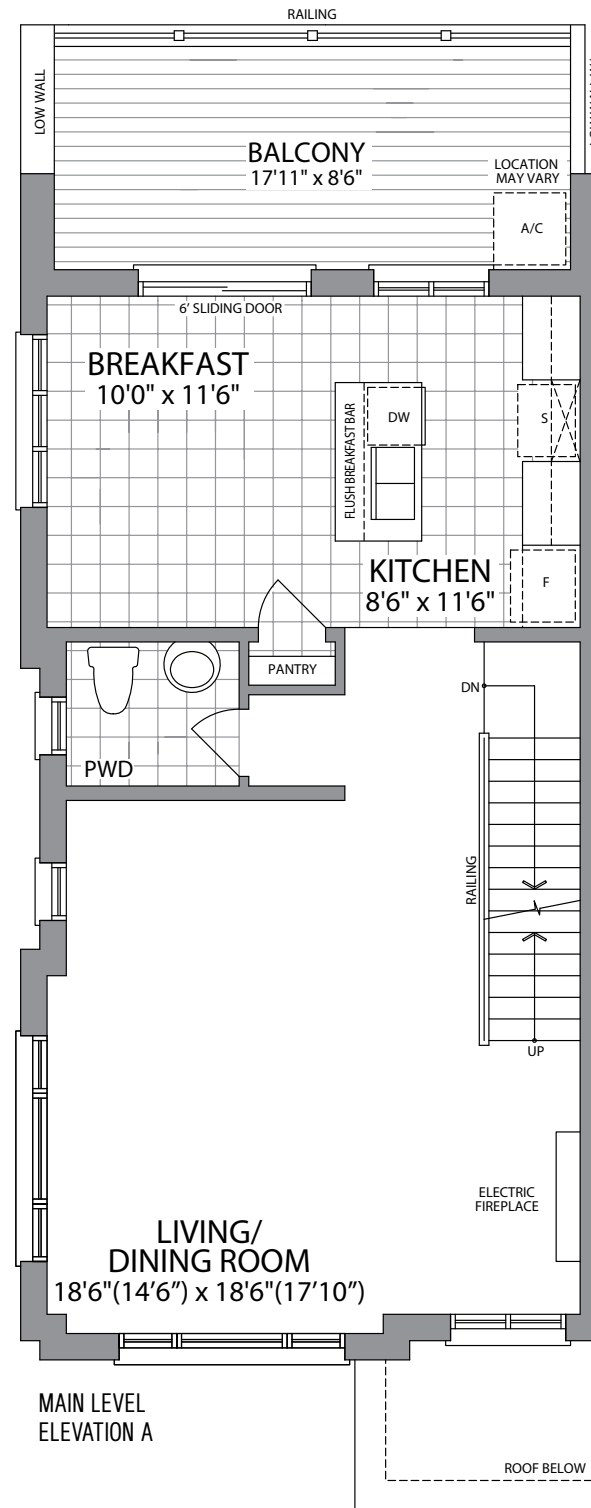 RAILING
LOW WALL
BALCONY
17'11" x 8'6"
LOCATION
MAY VARY
A/C
6' SLIDING DOOR
BREAKFAST
10'0" x 11'6"
FLUSH BREAKFAST BAR
DW
S
KITCHEN
8'6" x 11'6"
F
PANTRY
DN
PWD
RAILING
UP
ELECTRIC
FIREPLACE
LIVING/
DINING ROOM
18'6"(14'6") x 18'6"(17'10")
MAIN LEVEL
ELEVATION A
ROOF BELOW